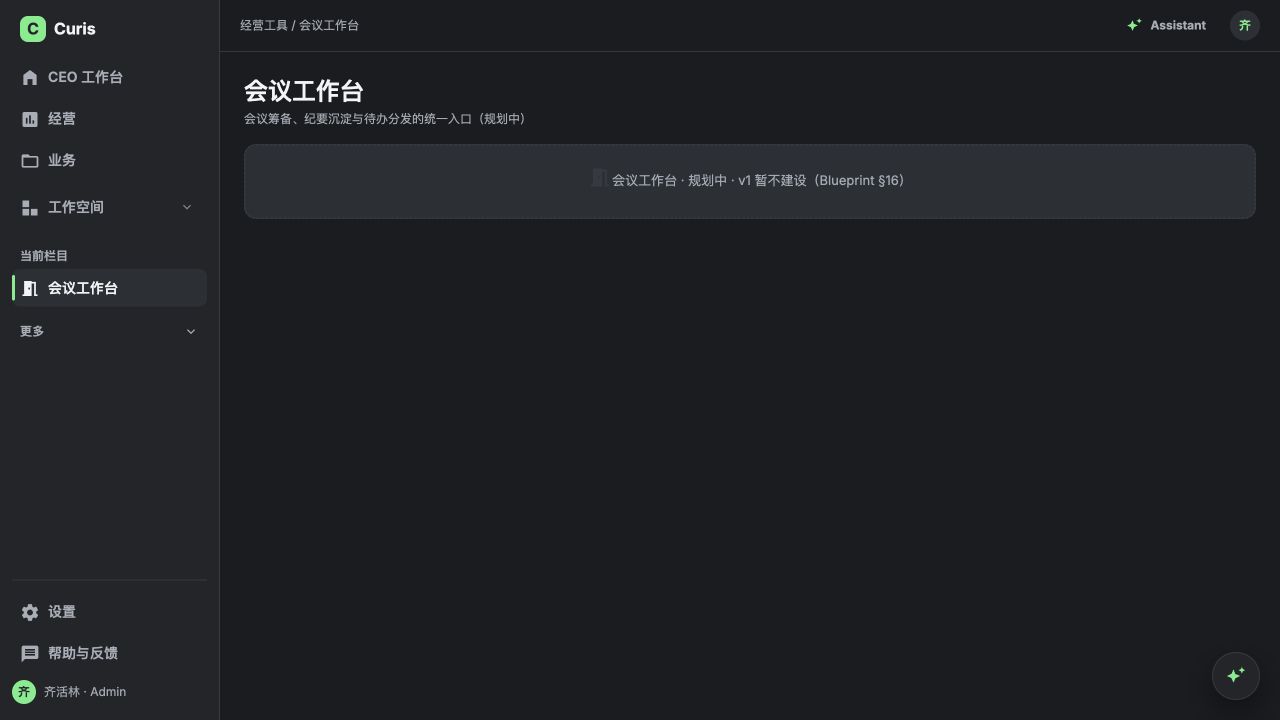 C Curis
CEO 工作台
经营
业务
工作空间
当前栏目
会议工作台
更多
设置
帮助与反馈
齐 齐活林 · Admin
经营工具 / 会议工作台
Assistant
齐
会议工作台
会议筹备、纪要沉淀与待办分发的统一入口（规划中）
会议工作台 · 规划中 · v1 暂不建设（Blueprint §16）